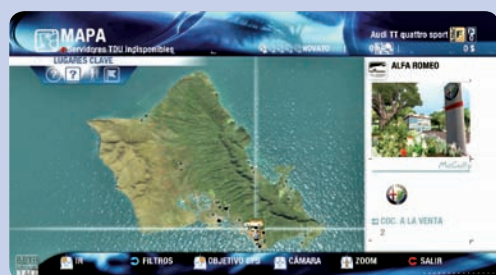 MAPA
Servidores TDU Indisponibles
NOVATO
Audi TT quattro sport
0 $
LUGARES CLAVE
ALFA ROMEO
COC. A LA VENTA
2
IR
FILTROS
OBJETIVO GPS
CÁMARA
ZOOM
SALIR